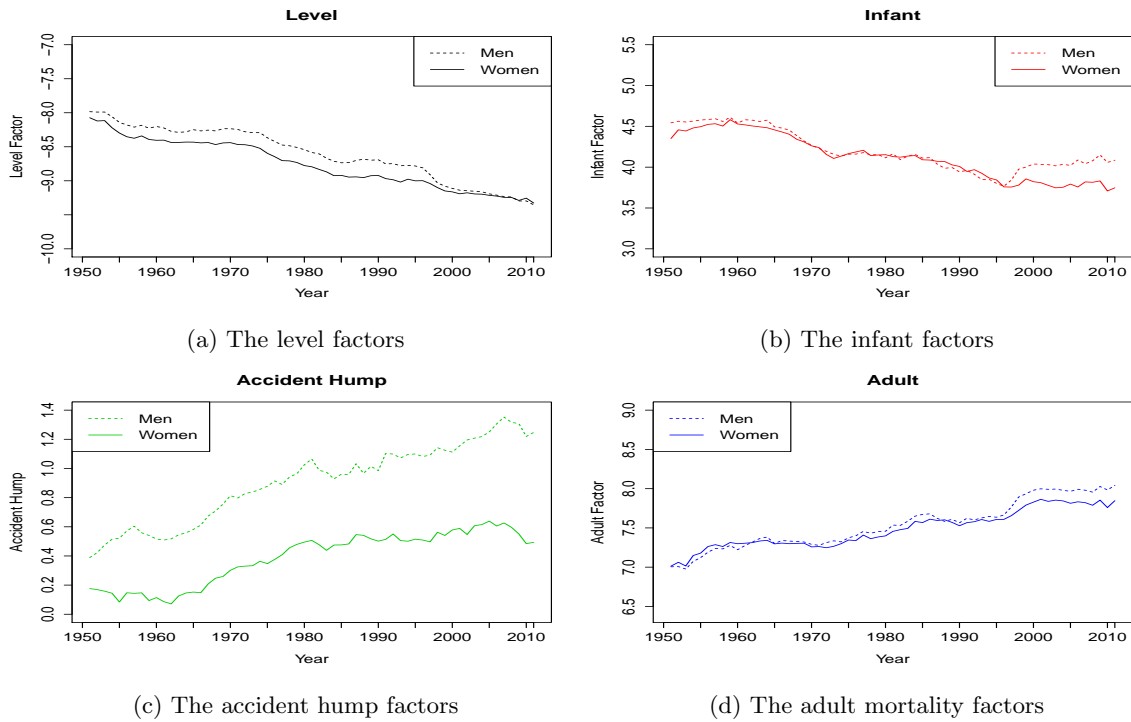 Level
Level Factor
-7.0
-7.5
-8.0
-8.5
-9.0
-10.0
Men
Women
1950 1960 1970 1980 1990 2000 2010
Year
(a) The level factors
Infant
Infant Factor
5.5
5.0
4.5
4.0
3.5
3.0
Men
Women
1950 1960 1970 1980 1990 2000 2010
Year
(b) The infant factors
Accident Hump
Accident Hump
1.4
1.2
1.0
0.8
0.6
0.4
0.2
0.0
Men
Women
1950 1960 1970 1980 1990 2000 2010
Year
(c) The accident hump factors
Adult
Adult Factor
9.0
8.5
8.0
7.5
7.0
6.5
Men
Women
1950 1960 1970 1980 1990 2000 2010
Year
(d) The adult mortality factors